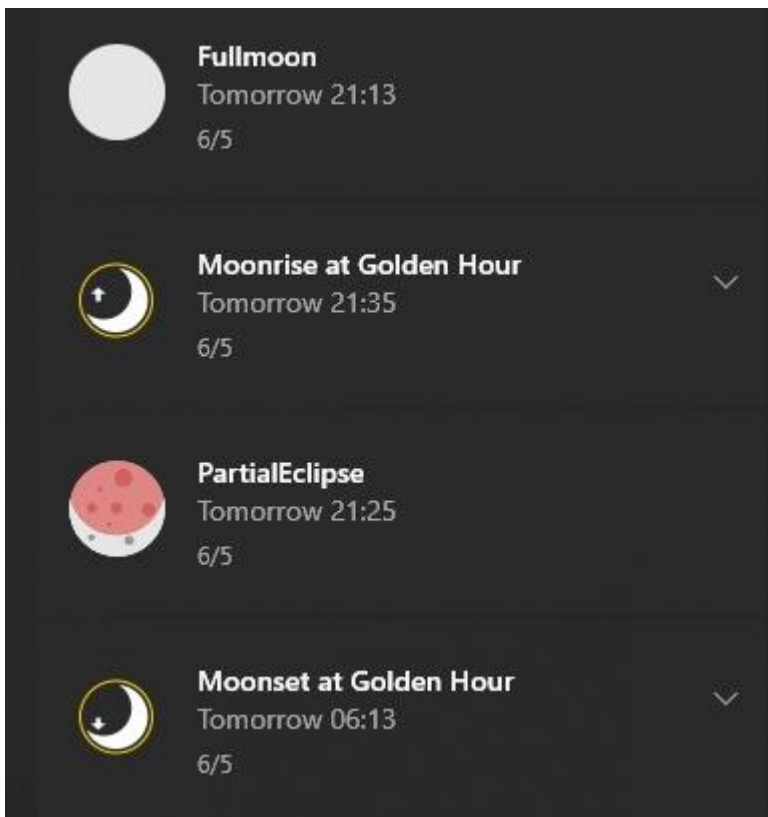 Fullmoon
Tomorrow 21:13
6/5
Moonrise at Golden Hour
Tomorrow 21:35
6/5
PartialEclipse
Tomorrow 21:25
6/5
Moonset at Golden Hour
Tomorrow 06:13
6/5